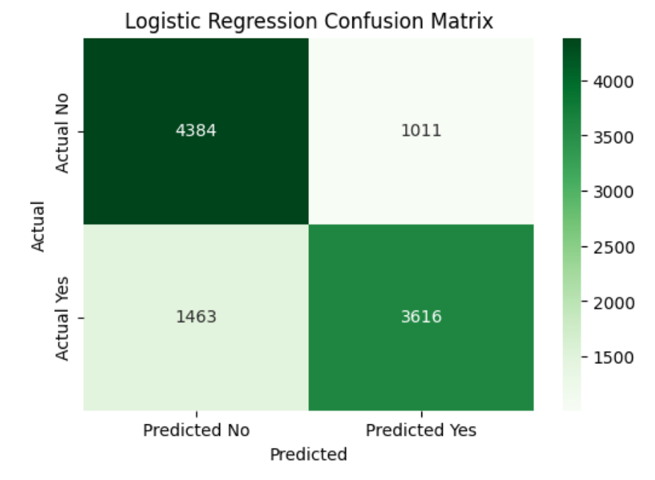 Logistic Regression Confusion Matrix
Actual
Actual No
4384
1011
Actual Yes
1463
3616
Predicted No
Predicted Yes
Predicted
4000
3500
3000
2500
2000
1500